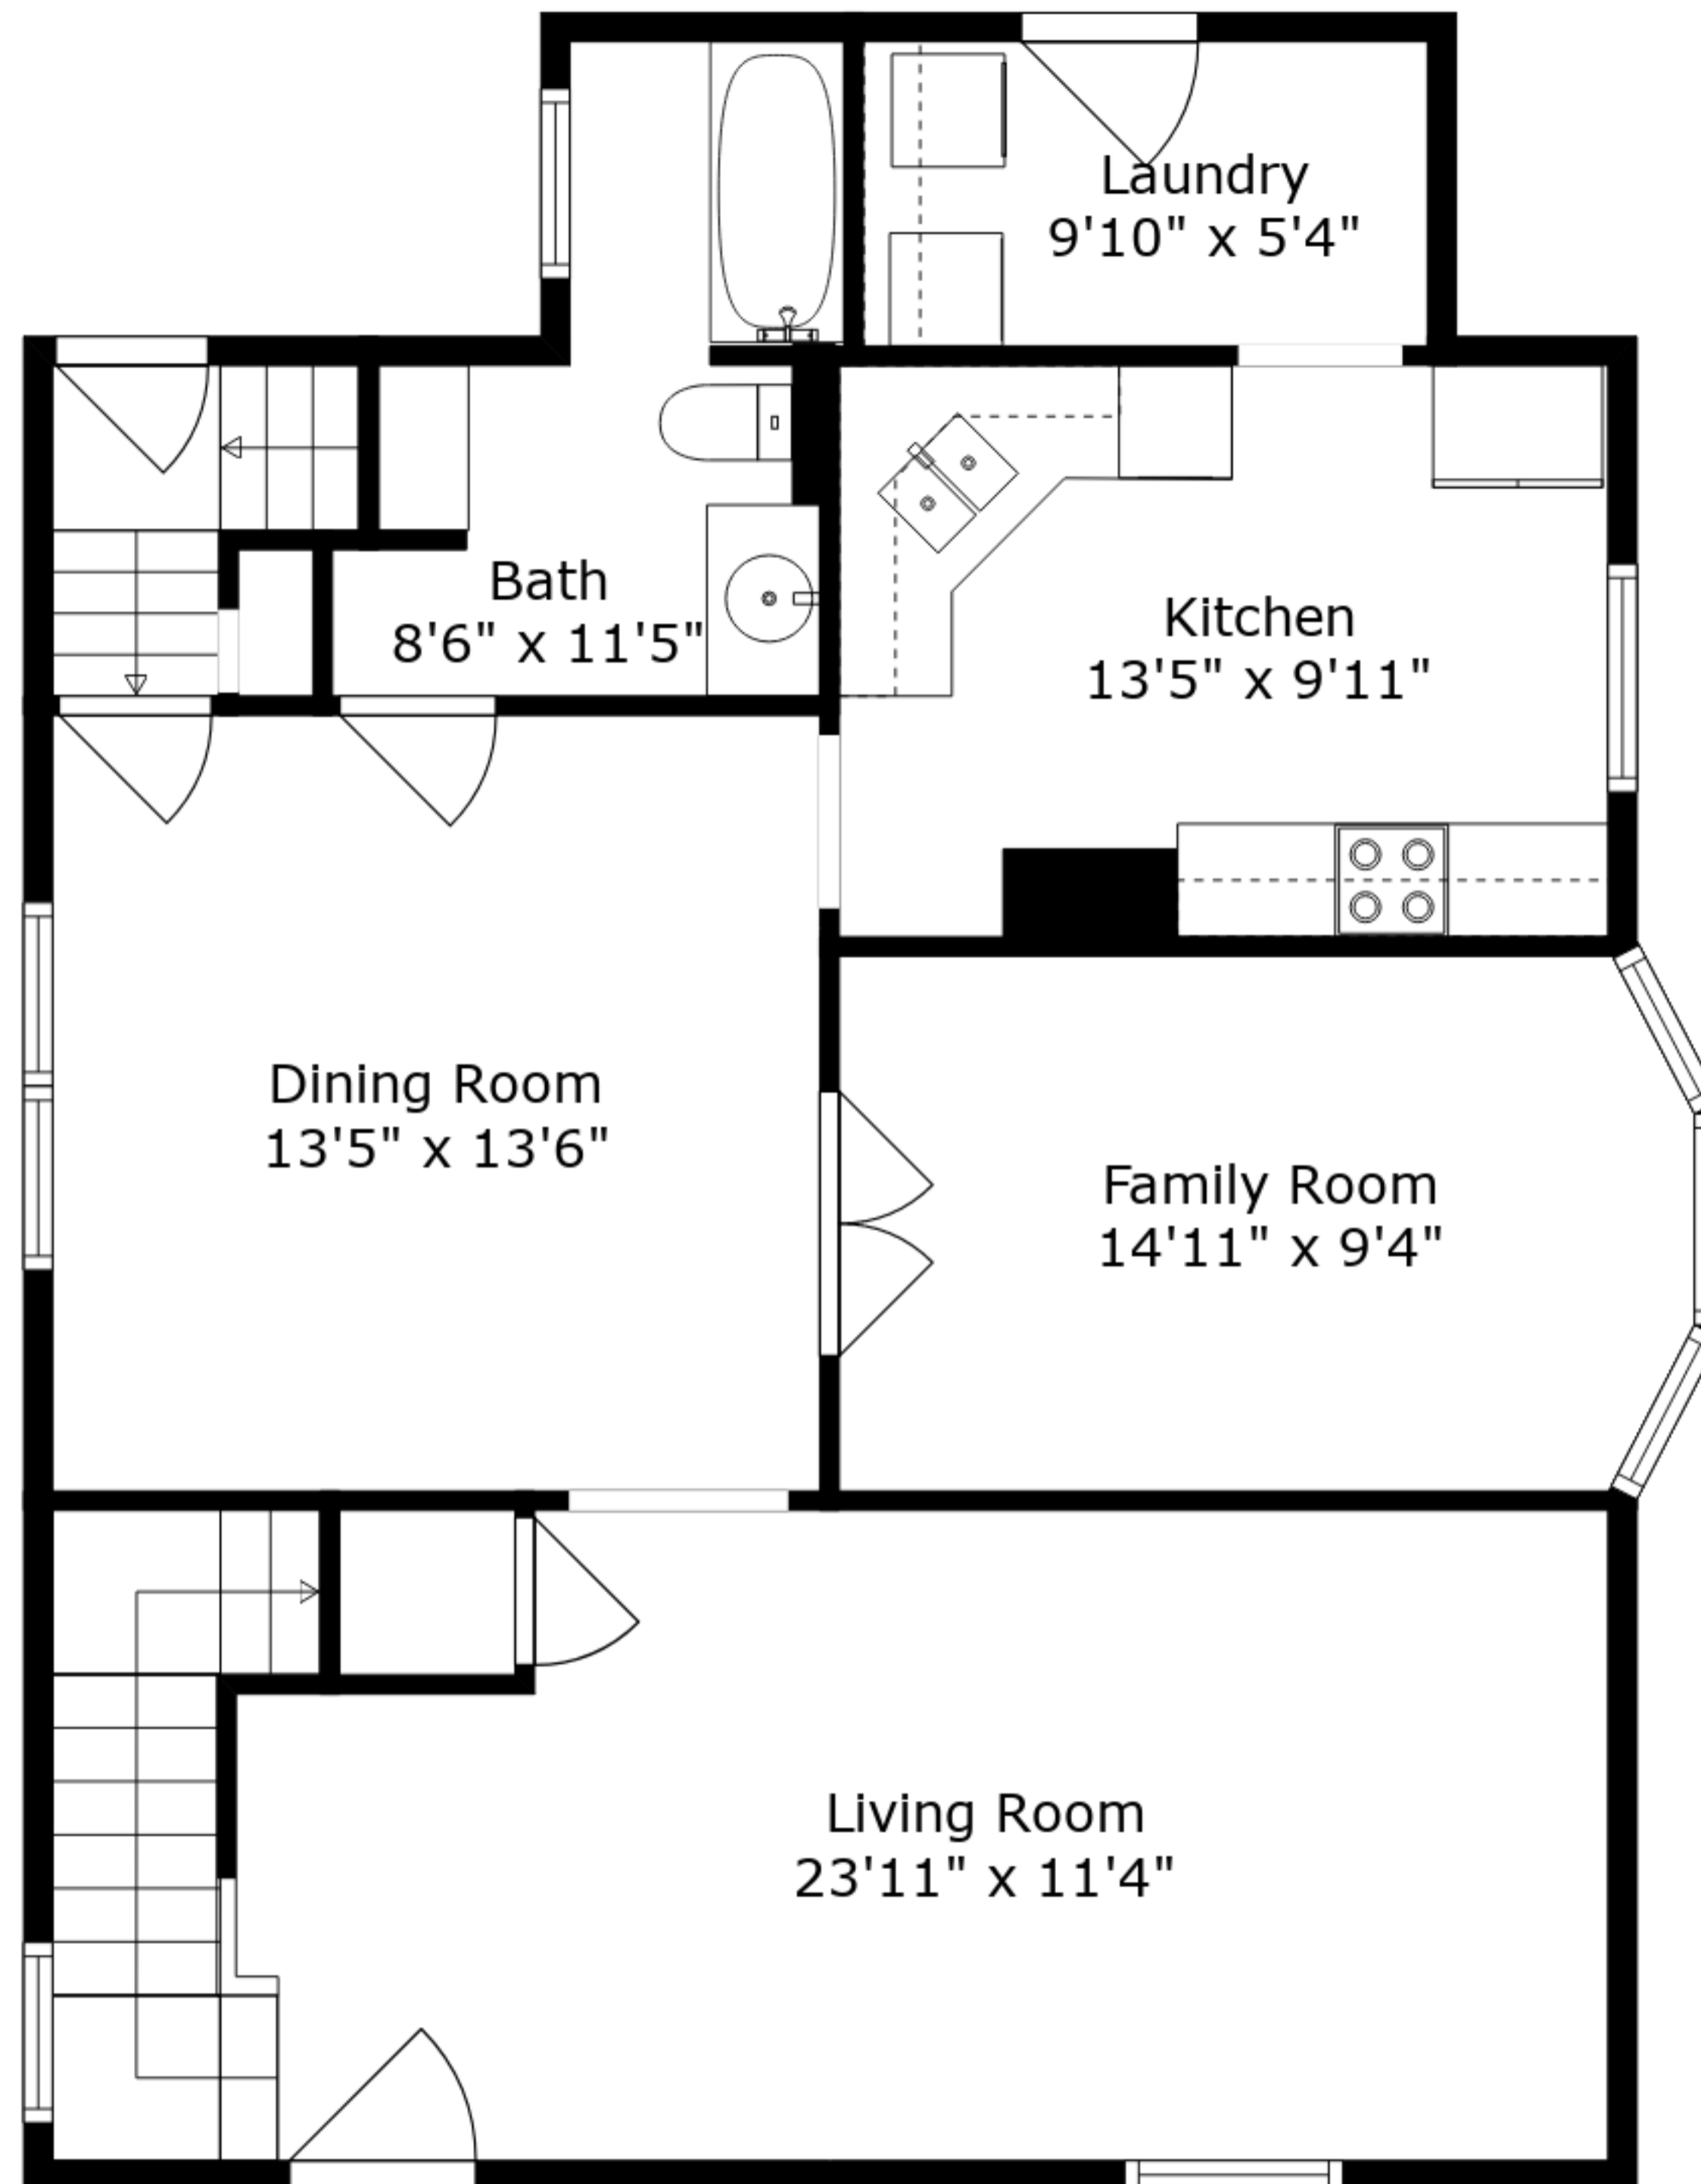 Laundry
9'10" x 5'4"
Bath
8'6" x 11'5"
Kitchen
13'5" x 9'11"
Dining Room
13'5" x 13'6"
Family Room
14'11" x 9'4"
Living Room
23'11" x 11'4"